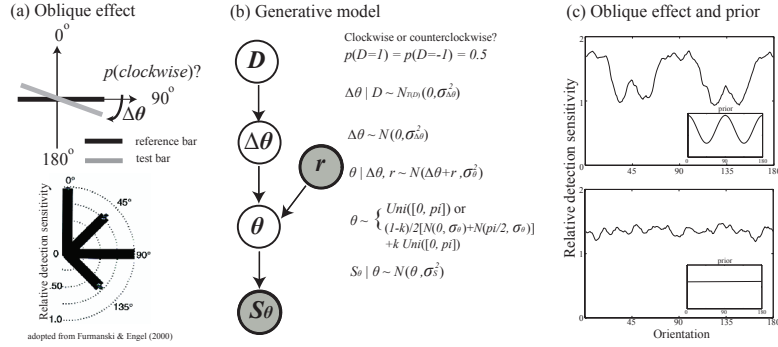 (a) Oblique effect
0°
p(clockwise)?
90°
Δθ
reference bar
test bar
180°
Relative detection sensitivity
0°
45°
90°
135°
0
.50
1.0
adopted from Furmanski & Engel (2000)
(b) Generative model
D
Δθ
r
θ
Sθ
Clockwise or counterclockwise?
p(D=1) = p(D=-1) = 0.5
Δθ | D ~ N_T(D)(0,σ²_Δθ)
Δθ ~ N(0,σ²_Δθ)
θ | Δθ, r ~ N(Δθ+r ,σ²_θ)
θ ~ { Uni([0, pi]) or
(1-k)/2[N(0, σθ)+N(pi/2, σθ)]
+k Uni([0, pi])
Sθ | θ ~ N(θ,σ²_S)
(c) Oblique effect and prior
Relative detection sensitivity
2
1
0
45
90
135
180
prior
0
90
180
2
1
0
45
90
135
180
prior
0
90
180
Orientation